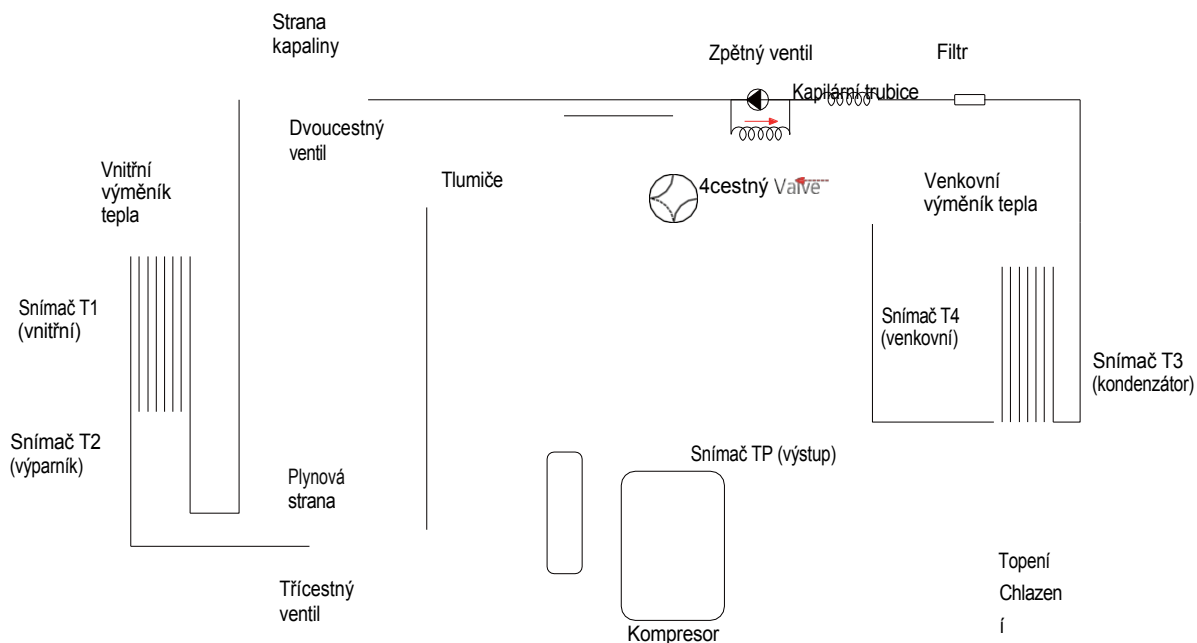 Strana
kapaliny
Zpětný ventil
Filtr
Kapilární trubice
Dvoucestný
ventil
Vnitřní
výměník
tepla
Tlumiče
4cestný Valve
Venkovní
výměník tepla
Snímač T1
(vnitřní)
Snímač T4
(venkovní)
Snímač T3
(kondenzátor)
Snímač T2
(výparník)
Snímač TP (výstup)
Plynová
strana
Třícestný
ventil
Kompresor
Topení
Chlazen
í